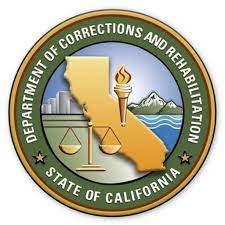 DEPARTMENT OF CORRECTIONS AND REHABILITATION
STATE OF CALIFORNIA